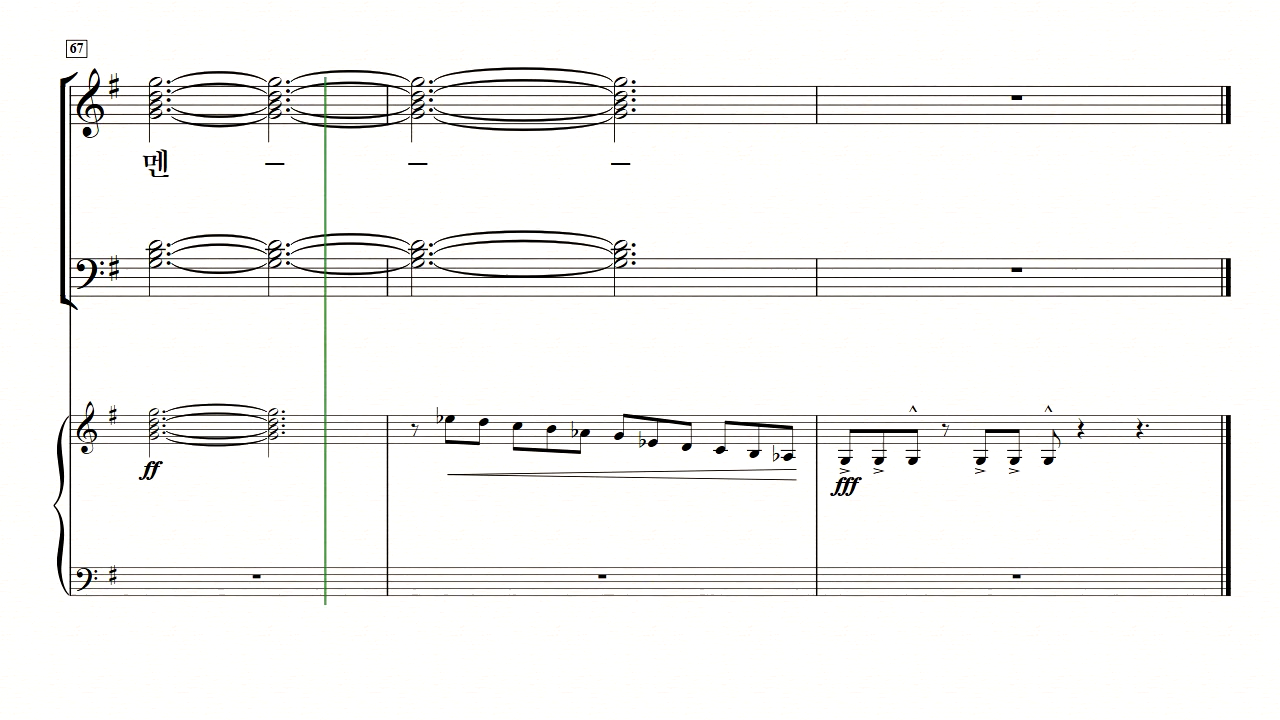 67
멘 – – –
ff
fff